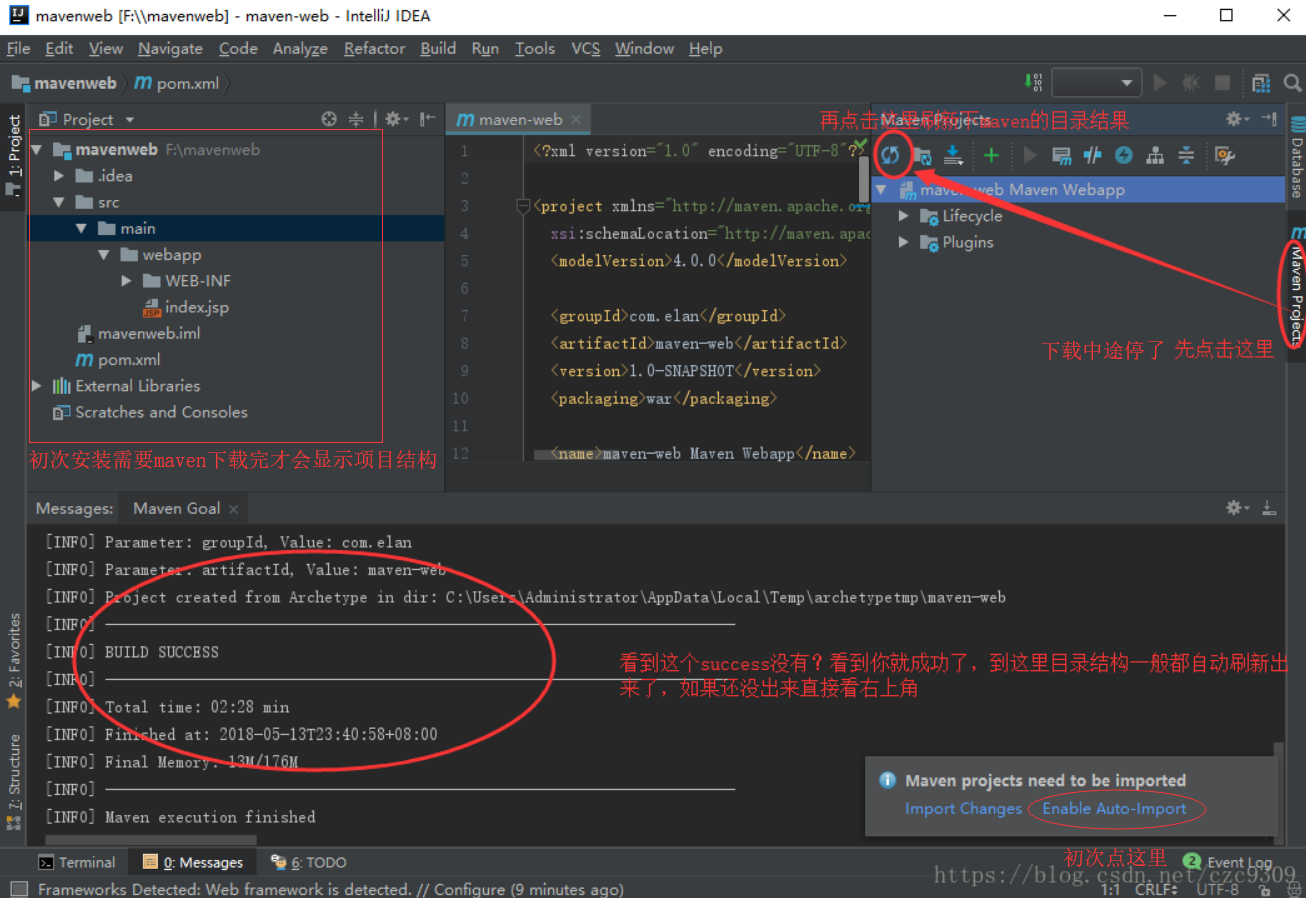 mavenweb [F:\\mavenweb] - maven-web - IntelliJ IDEA
File Edit View Navigate Code Analyze Refactor Build Run Tools VCS Window Help
mavenweb pom.xml
1: Project
Project
maven-web
再点击这里刷新下maven的目录结果
Maven Projects
mavenweb F:\mavenweb
.idea
src
main
webapp
WEB-INF
index.jsp
mavenweb.iml
pom.xml
External Libraries
Scratches and Consoles
初次安装需要maven下载完才会显示项目结构
1 <?xml version="1.0" encoding="UTF-8"?>
2
3 <project xmlns="http://maven.apache.org
4 xsi:schemaLocation="http://maven.apac
5 <modelVersion>4.0.0</modelVersion>
6
7 <groupId>com.elan</groupId>
8 <artifactId>maven-web</artifactId>
9 <version>1.0-SNAPSHOT</version>
10 <packaging>war</packaging>
11
12 <name>maven-web Maven Webapp</name>
maven-web Maven Webapp
Lifecycle
Plugins
Database
Maven Projects
下载中途停了 先点击这里
Messages: Maven Goal
[INFO] Parameter: groupId, Value: com.elan
[INFO] Parameter: artifactId, Value: maven-web
[INFO] Project created from Archetype in dir: C:\Users\Administrator\AppData\Local\Temp\archetypetmp\maven-web
[INFO]
[INFO] BUILD SUCCESS
[INFO]
[INFO] Total time: 02:28 min
[INFO] Finished at: 2018-05-13T23:40:58+08:00
[INFO] Final Memory: 13M/176M
[INFO]
[INFO] Maven execution finished
看到这个success没有？看到你就成功了，到这里目录结构一般都自动刷新出
来了，如果还没出来直接看右上角
2: Favorites
7: Structure
Maven projects need to be imported
Import Changes Enable Auto-Import
初次点这里
Terminal 0: Messages 6: TODO 2 Event Log
https://blog.csdn.net/czc9309
Frameworks Detected: Web framework is detected. // Configure (9 minutes ago) 1:1 CRLF UTF-8